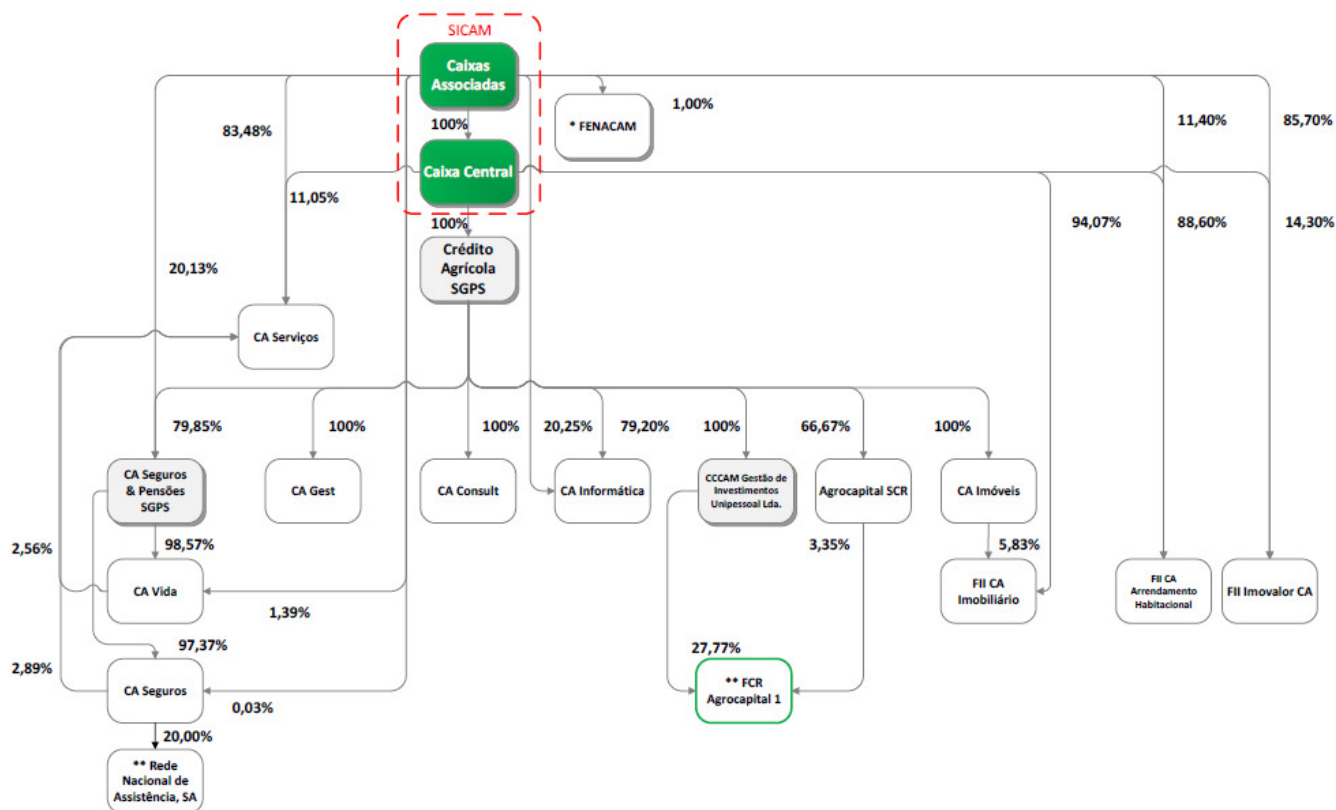 SICAM
Caixas
Associadas
1,00%
* FENACAM
83,48%
100%
11,40%
85,70%
Caixa Central
11,05%
100%
94,07%
88,60%
14,30%
Crédito
Agrícola
SGPS
20,13%
CA Serviços
79,85%
100%
100%
20,25%
79,20%
100%
66,67%
100%
CA Seguros
& Pensões
SGPS
CA Gest
CA Consult
CA Informática
CCCAM Gestão de
Investimentos
Unipessoal Lda.
Agrocapital SCR
CA Imóveis
2,56%
98,57%
3,35%
5,83%
CA Vida
FII CA
Imobiliário
FII CA
Arrendamento
Habitacional
FII Imovalor CA
1,39%
97,37%
27,77%
2,89%
CA Seguros
** FCR
Agrocapital 1
0,03%
20,00%
** Rede
Nacional de
Assistência, SA